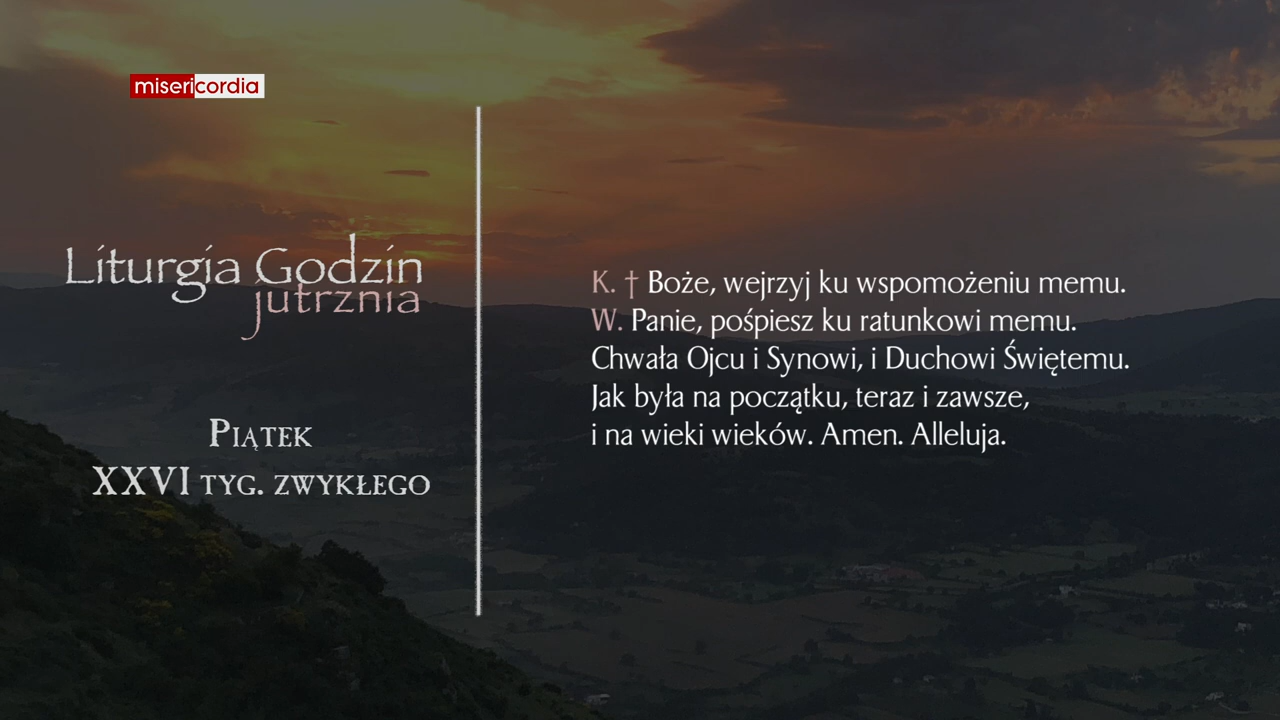 misericordia
Liturgia Godzin
jutrznia
Piątek
XXVI tyg. zwykłego
K. † Boże, wejrzyj ku wspomożeniu memu.
W. Panie, pośpiesz ku ratunkowi memu.
Chwała Ojcu i Synowi, i Duchowi Świętemu.
Jak była na początku, teraz i zawsze,
i na wieki wieków. Amen. Alleluja.